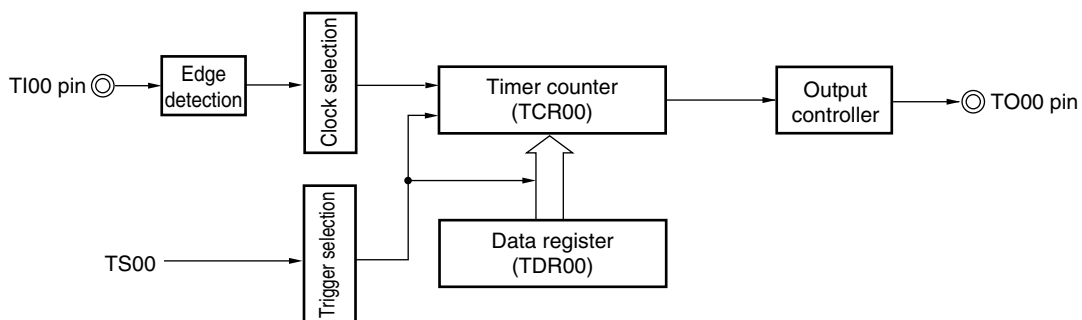 TI00 pin
Edge
detection
Clock selection
Timer counter
(TCR00)
Output
controller
TO00 pin
TS00
Trigger selection
Data register
(TDR00)